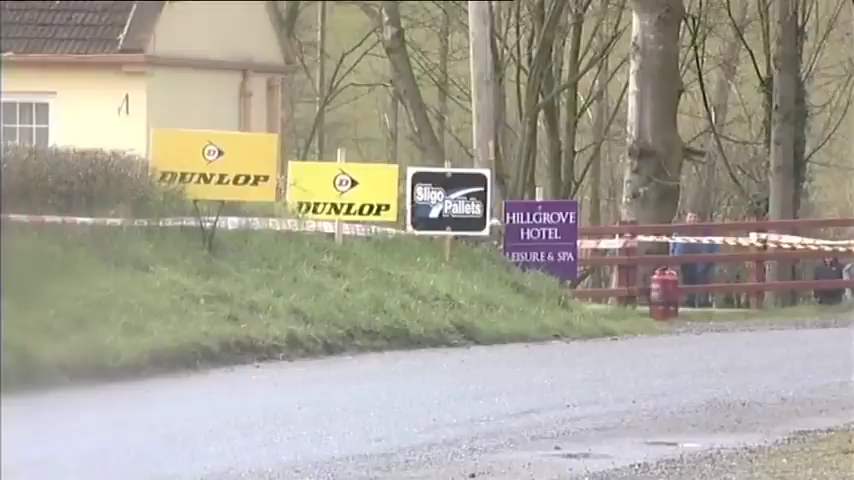 D
DUNLOP
D
DUNLOP
Sligo
Pallets
HILLGROVE
HOTEL
LEISURE & SPA